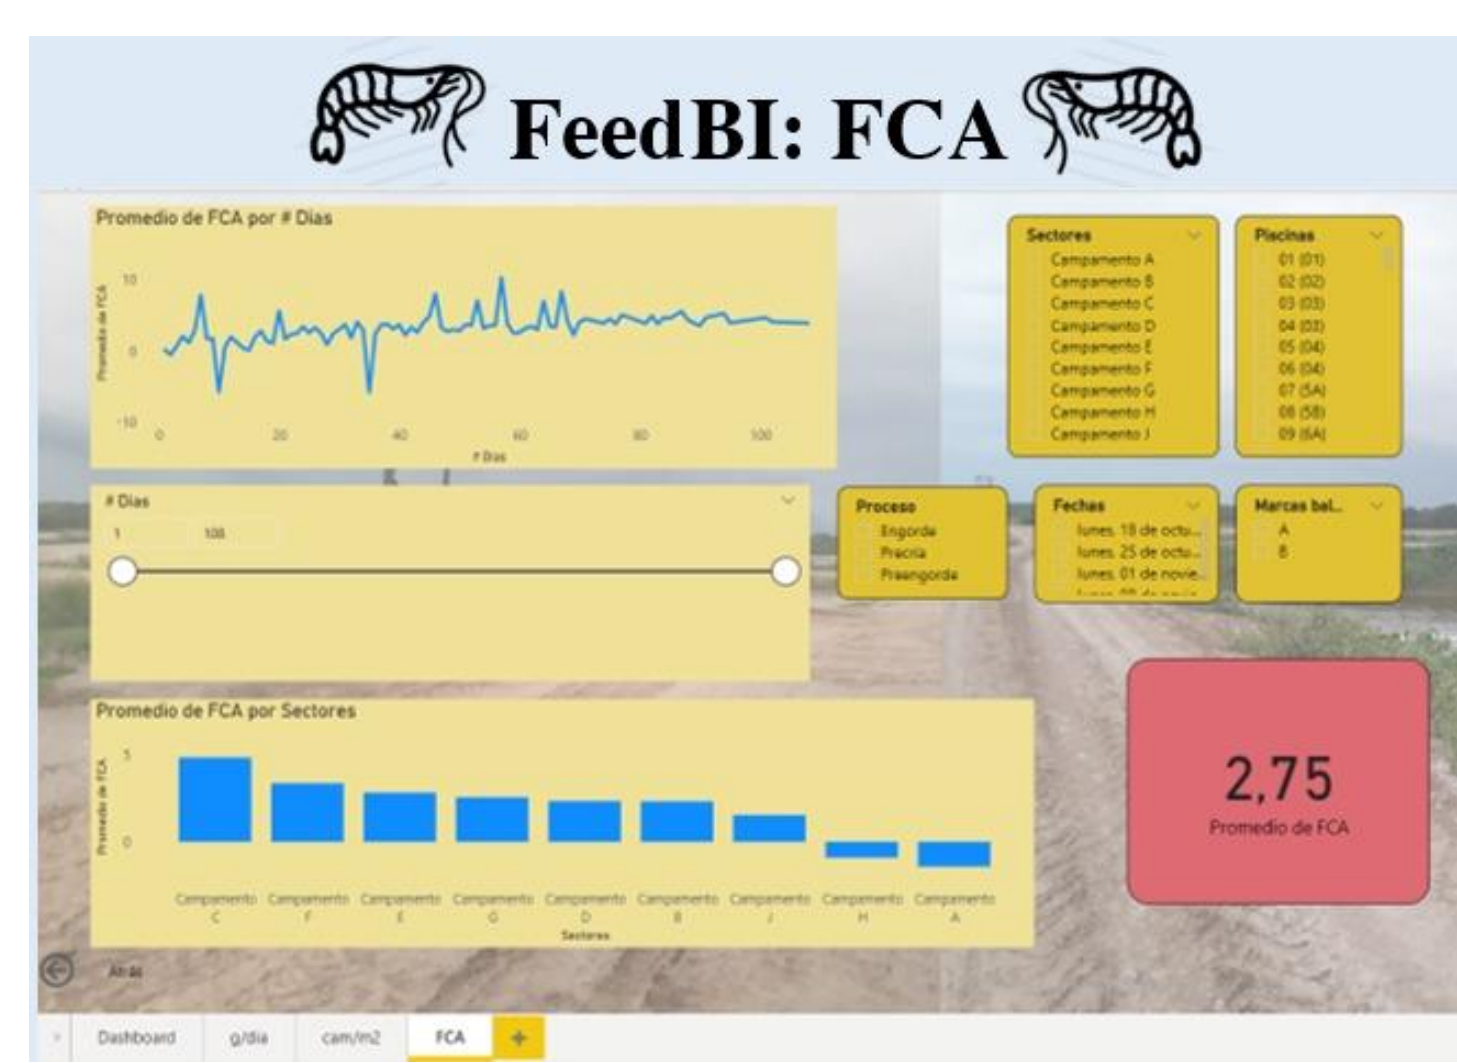 FeedBI: FCA
Promedio de FCA por # Dias
Promedio de FCA
10
0
-10
0
20
40
60
80
100
# Dias
Sectores
Campamento A
Campamento B
Campamento C
Campamento D
Campamento E
Campamento F
Campamento G
Campamento H
Campamento J
Piscinas
01 (01)
02 (02)
03 (03)
04 (03)
05 (04)
06 (04)
07 (5A)
08 (5B)
09 (6A)
# Dias
1
108
Proceso
Engorde
Precria
Preengorde
Fechas
lunes, 18 de octu...
lunes, 25 de octu...
lunes, 01 de novie...
Marcas bal...
A
B
Promedio de FCA por Sectores
Promedio de FCA
5
0
Campamento C
Campamento F
Campamento E
Campamento G
Campamento D
Campamento B
Campamento J
Campamento H
Campamento A
Sectores
2,75
Promedio de FCA
Atrás
Dashboard
g/dia
cam/m2
FCA
+